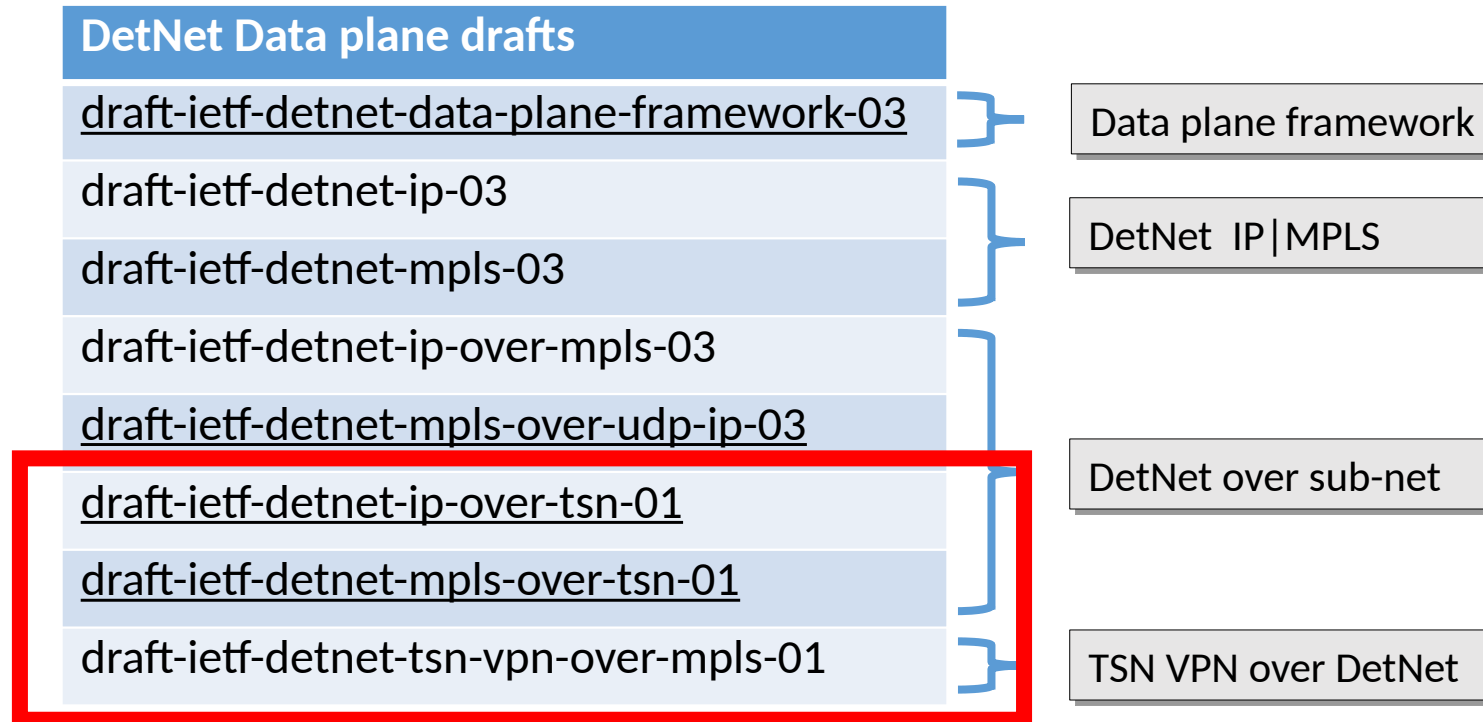 DetNet Data plane drafts
draft-ietf-detnet-data-plane-framework-03
Data plane framework
draft-ietf-detnet-ip-03
draft-ietf-detnet-mpls-03
DetNet IP|MPLS
draft-ietf-detnet-ip-over-mpls-03
draft-ietf-detnet-mpls-over-udp-ip-03
draft-ietf-detnet-ip-over-tsn-01
draft-ietf-detnet-mpls-over-tsn-01
DetNet over sub-net
draft-ietf-detnet-tsn-vpn-over-mpls-01
TSN VPN over DetNet